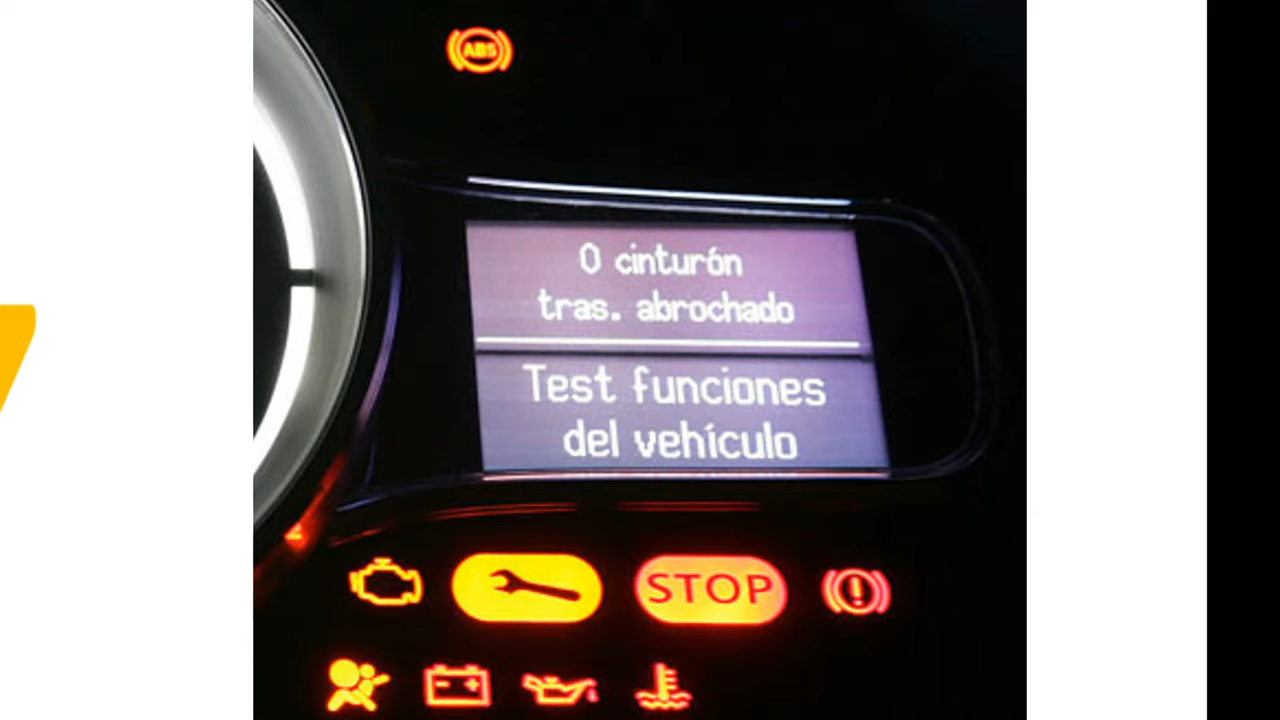 ABS
0 cinturón
tras. abrochado
Test funciones
del vehículo
STOP